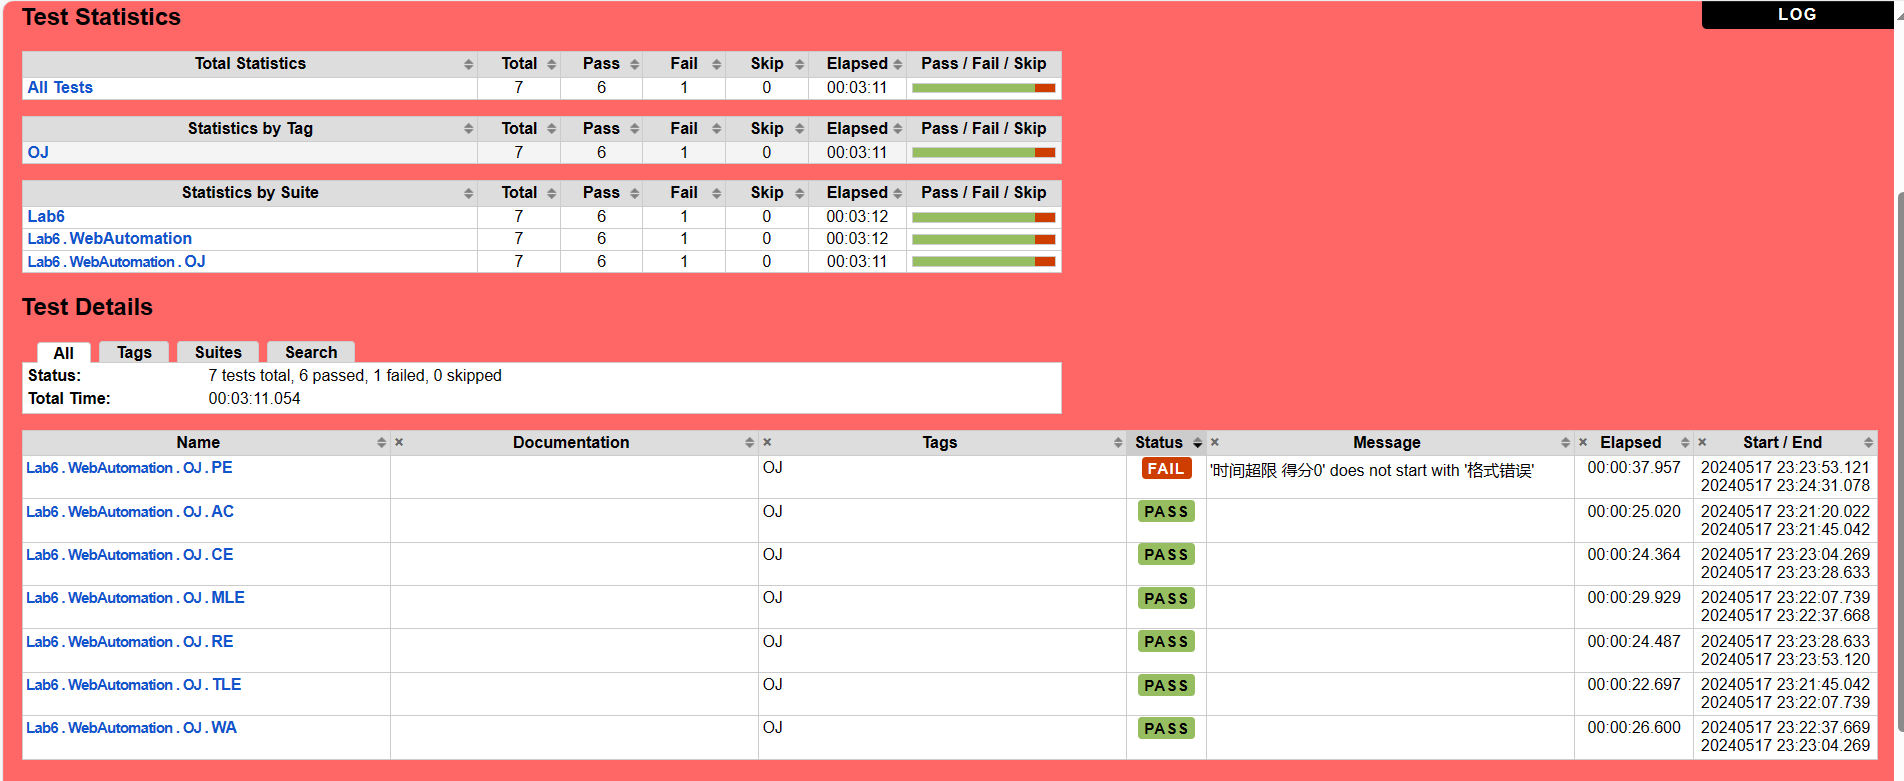 LOG
Test Statistics
Total Statistics Total Pass Fail Skip Elapsed Pass / Fail / Skip
All Tests 7 6 1 0 00:03:11
Statistics by Tag Total Pass Fail Skip Elapsed Pass / Fail / Skip
OJ 7 6 1 0 00:03:11
Statistics by Suite Total Pass Fail Skip Elapsed Pass / Fail / Skip
Lab6 7 6 1 0 00:03:12
Lab6 . WebAutomation 7 6 1 0 00:03:12
Lab6 . WebAutomation . OJ 7 6 1 0 00:03:11
Test Details
All Tags Suites Search
Status: 7 tests total, 6 passed, 1 failed, 0 skipped
Total Time: 00:03:11.054
Name × Documentation × Tags Status × Message × Elapsed × Start / End
Lab6 . WebAutomation . OJ . PE OJ FAIL '时间超限 得分0' does not start with '格式错误' 00:00:37.957 20240517 23:23:53.121
20240517 23:24:31.078
Lab6 . WebAutomation . OJ . AC OJ PASS 00:00:25.020 20240517 23:21:20.022
20240517 23:21:45.042
Lab6 . WebAutomation . OJ . CE OJ PASS 00:00:24.364 20240517 23:23:04.269
20240517 23:23:28.633
Lab6 . WebAutomation . OJ . MLE OJ PASS 00:00:29.929 20240517 23:22:07.739
20240517 23:22:37.668
Lab6 . WebAutomation . OJ . RE OJ PASS 00:00:24.487 20240517 23:23:28.633
20240517 23:23:53.120
Lab6 . WebAutomation . OJ . TLE OJ PASS 00:00:22.697 20240517 23:21:45.042
20240517 23:22:07.739
Lab6 . WebAutomation . OJ . WA OJ PASS 00:00:26.600 20240517 23:22:37.669
20240517 23:23:04.269